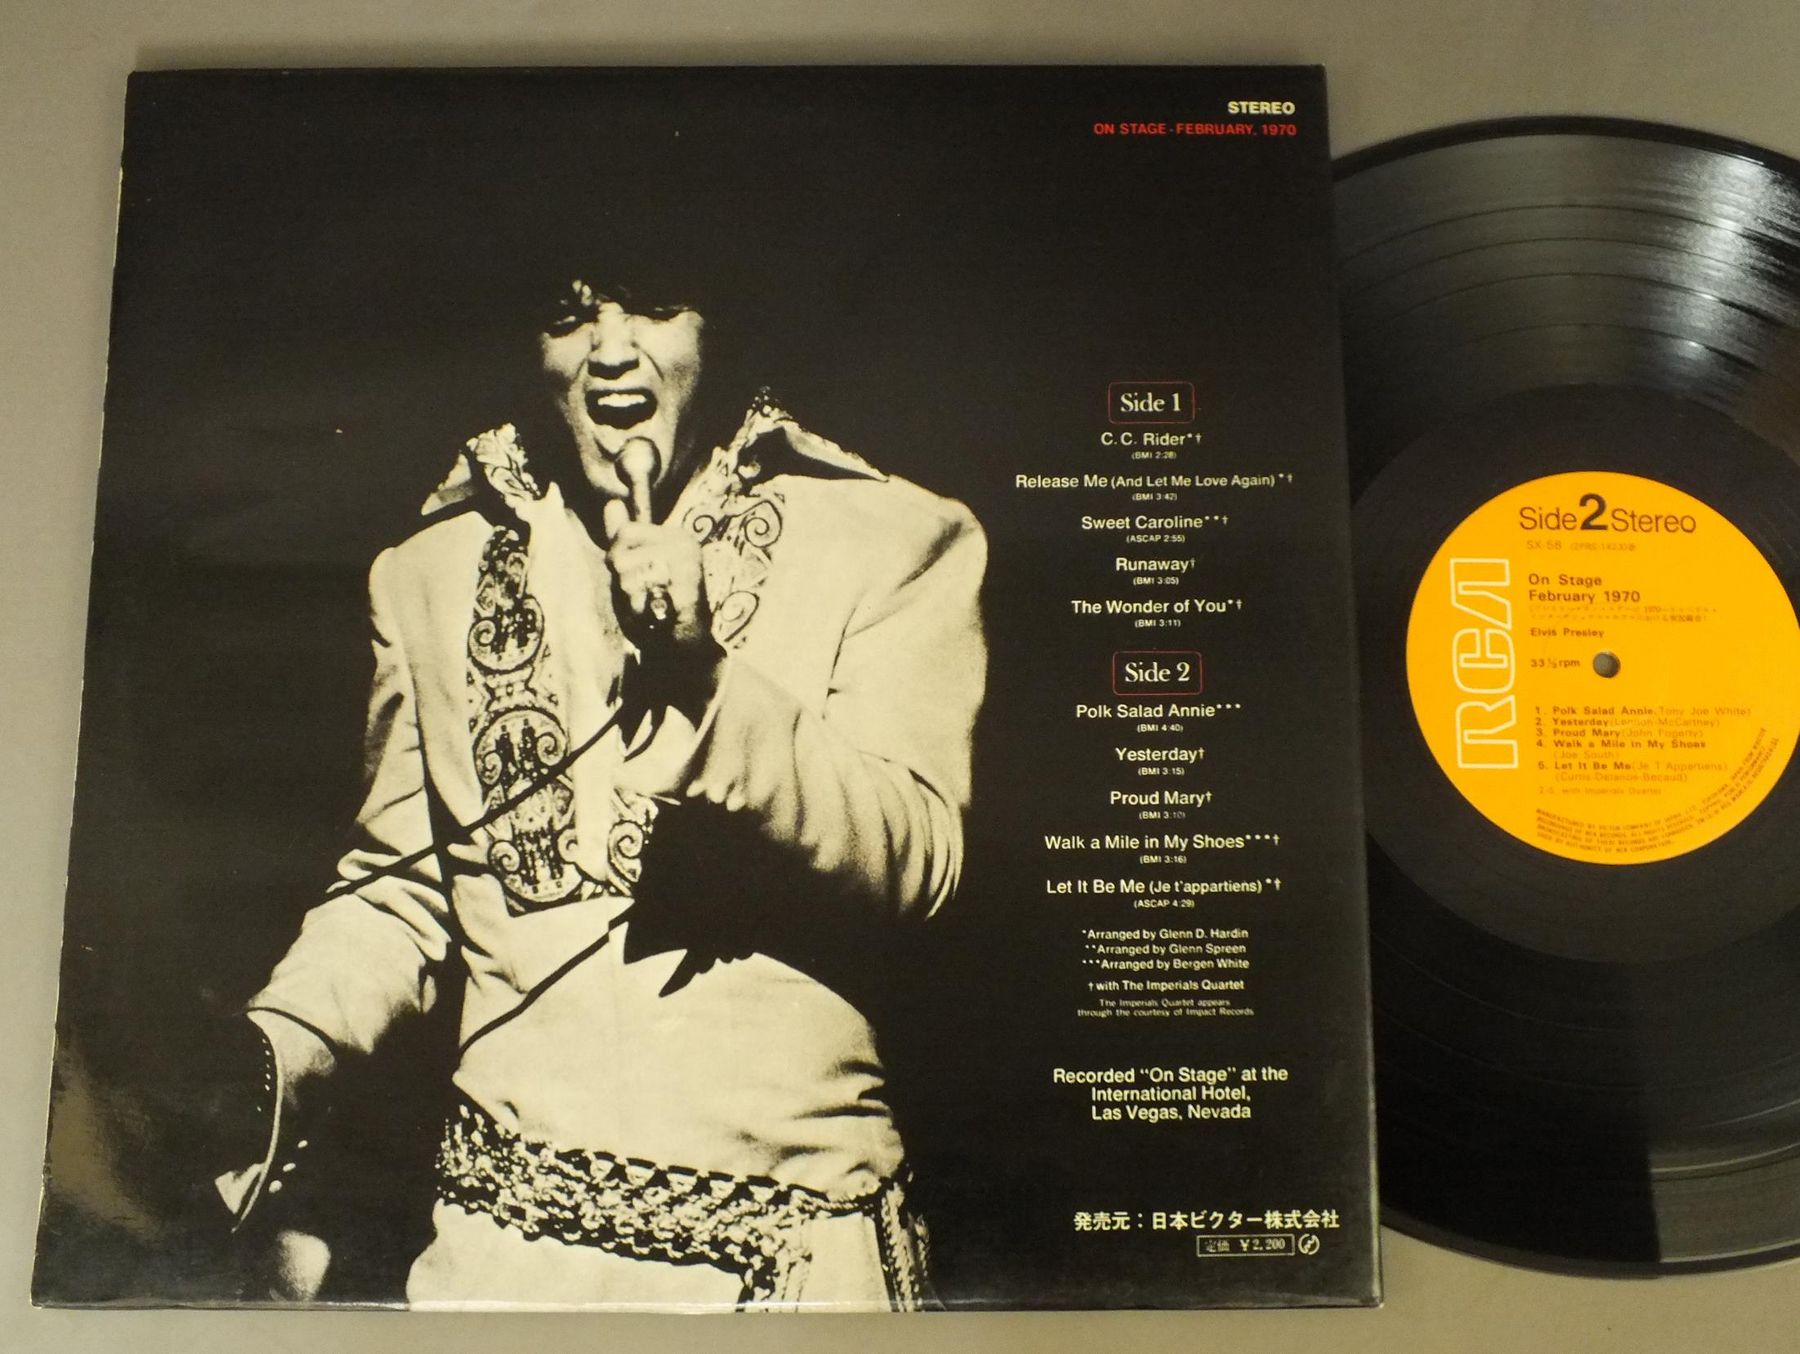 STEREO
ON STAGE-FEBRUARY, 1970
Side 1
C. C. Rider*†
(BMI 2:28)
Release Me (And Let Me Love Again)*†
(BMI 3:42)
Sweet Caroline**†
(ASCAP 2:55)
Runaway†
(BMI 3:05)
The Wonder of You*†
(BMI 3:11)
Side 2
Polk Salad Annie***
(BMI 4:40)
Yesterday†
(BMI 3:15)
Proud Mary†
(BMI 3:10)
Walk a Mile in My Shoes***†
(BMI 3:16)
Let It Be Me (Je t'appartiens)*†
(ASCAP 4:29)
*Arranged by Glenn D. Hardin
**Arranged by Glenn Spreen
***Arranged by Bergen White
†with The Imperials Quartet
The Imperials Quartet appears
through the courtesy of Impact Records
Recorded "On Stage" at the
International Hotel,
Las Vegas, Nevada
発売元：日本ビクター株式会社
定価 ¥2,200
Side 2 Stereo
SX-58
RCA
On Stage
February 1970
Elvis Presley
33⅓rpm
1. Polk Salad Annie(Tony Joe White)
2. Yesterday(Lennon-McCartney)
3. Proud Mary(John Fogerty)
4. Walk a Mile in My Shoes
(Joe South)
5. Let It Be Me(Je T Appartiens)
(Curtis-Delanoe-Becaud)
2-5. with Imperials Quartet